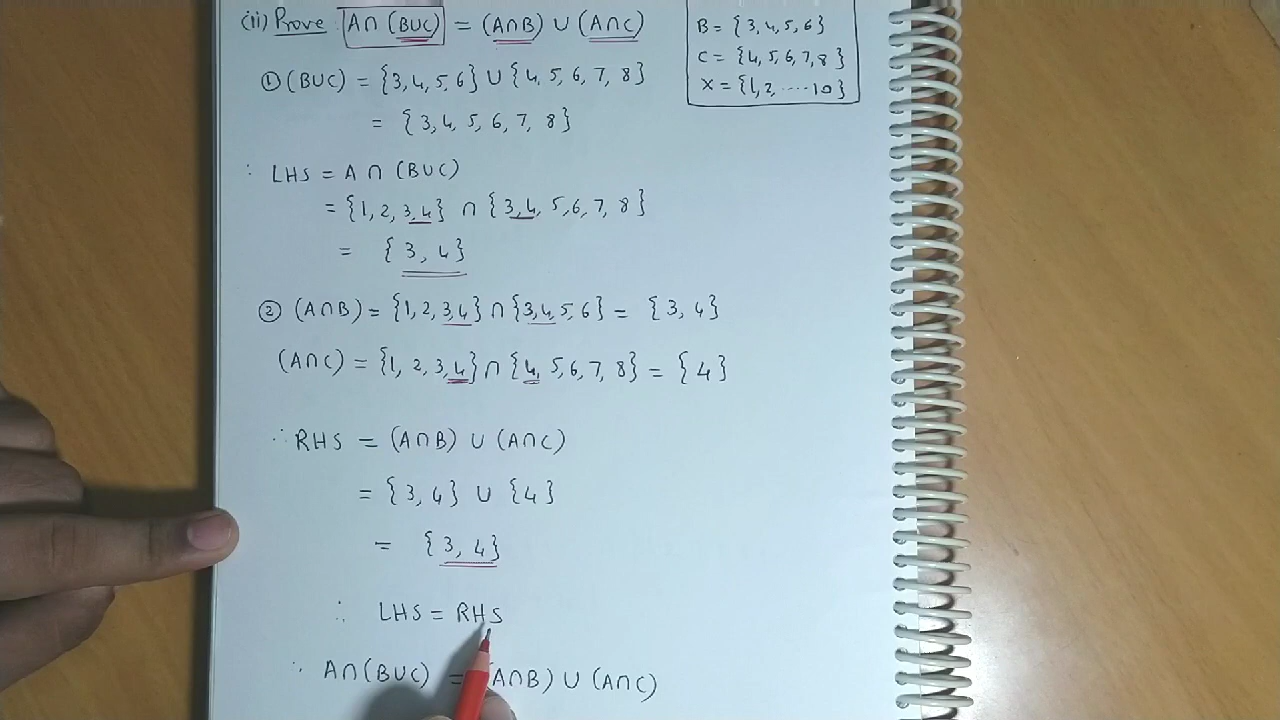 (ii) Prove A∩(B∪C) = (A∩B) ∪ (A∩C)
B = {3,4,5,6}
C = {4,5,6,7,8}
X = {1,2,.....10}
① (B∪C) = {3,4,5,6} ∪ {4,5,6,7,8}
= {3,4,5,6,7,8}
∴ LHS = A ∩ (B∪C)
= {1,2,3,4} ∩ {3,4,5,6,7,8}
= {3,4}
② (A∩B) = {1,2,3,4} ∩ {3,4,5,6} = {3,4}
(A∩C) = {1,2,3,4} ∩ {4,5,6,7,8} = {4}
∴ RHS = (A∩B) ∪ (A∩C)
= {3,4} ∪ {4}
= {3,4}
∴ LHS = RHS
∴ A∩(B∪C) = (A∩B) ∪ (A∩C)